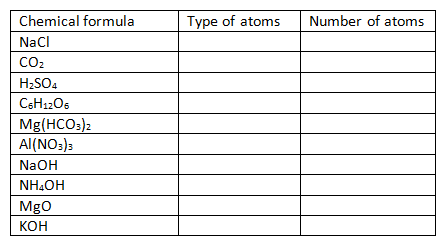 Chemical formula Type of atoms Number of atoms
NaCl
CO₂
H₂SO₄
C₆H₁₂O₆
Mg(HCO₃)₂
Al(NO₃)₃
NaOH
NH₄OH
MgO
KOH